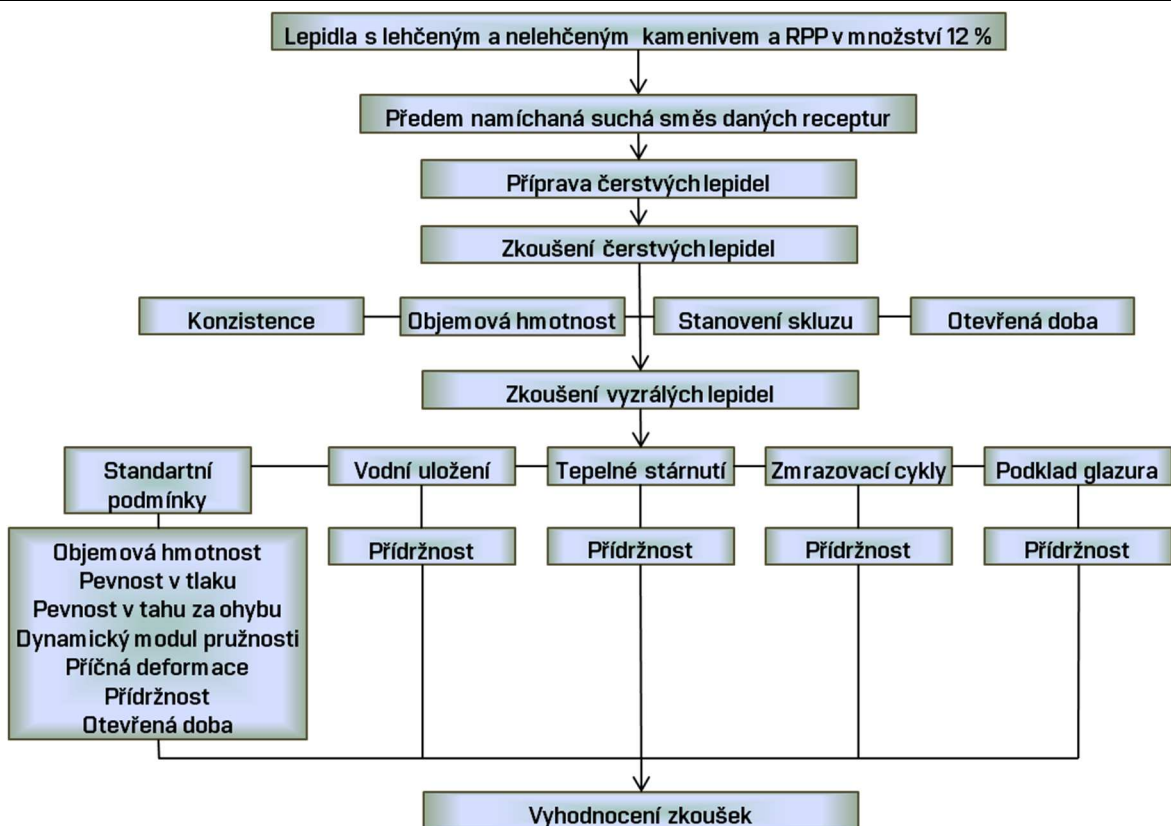 Lepidla s lehčeným a nelehčeným kamenivem a RPP v množství 12 %
Předem namíchaná suchá směs daných receptur
Příprava čerstvých lepidel
Zkoušení čerstvých lepidel
Konzistence
Objemová hmotnost
Stanovení skluzu
Otevřená doba
Zkoušení vyzrálých lepidel
Standartní
podmínky
Vodní uložení
Tepelné stárnutí
Zmrazovací cykly
Podklad glazura
Objemová hmotnost
Pevnost v tlaku
Pevnost v tahu za ohybu
Dynamický modul pružnosti
Příčná deformace
Přídržnost
Otevřená doba
Přídržnost
Přídržnost
Přídržnost
Přídržnost
Vyhodnocení zkoušek